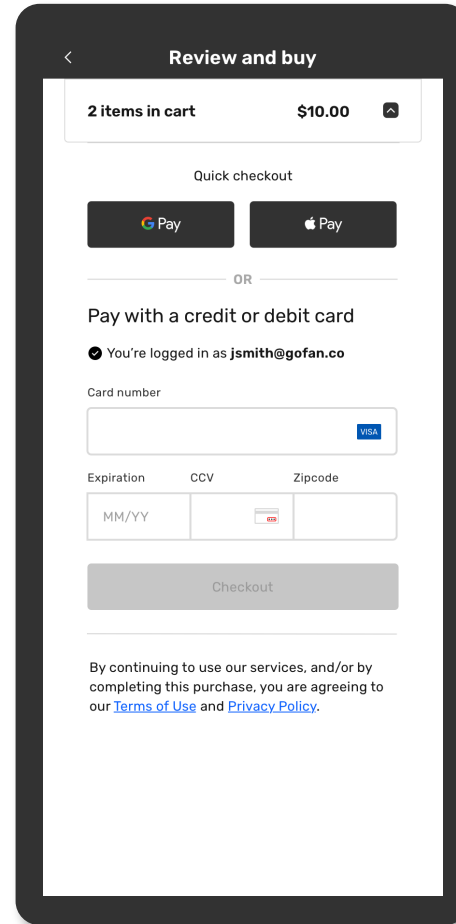 Review and buy
2 items in cart $10.00
Quick checkout
G Pay Pay
OR
Pay with a credit or debit card
You’re logged in as jsmith@gofan.co
Card number
VISA
Expiration CCV Zipcode
MM/YY
Checkout
By continuing to use our services, and/or by
completing this purchase, you are agreeing to
our Terms of Use and Privacy Policy.